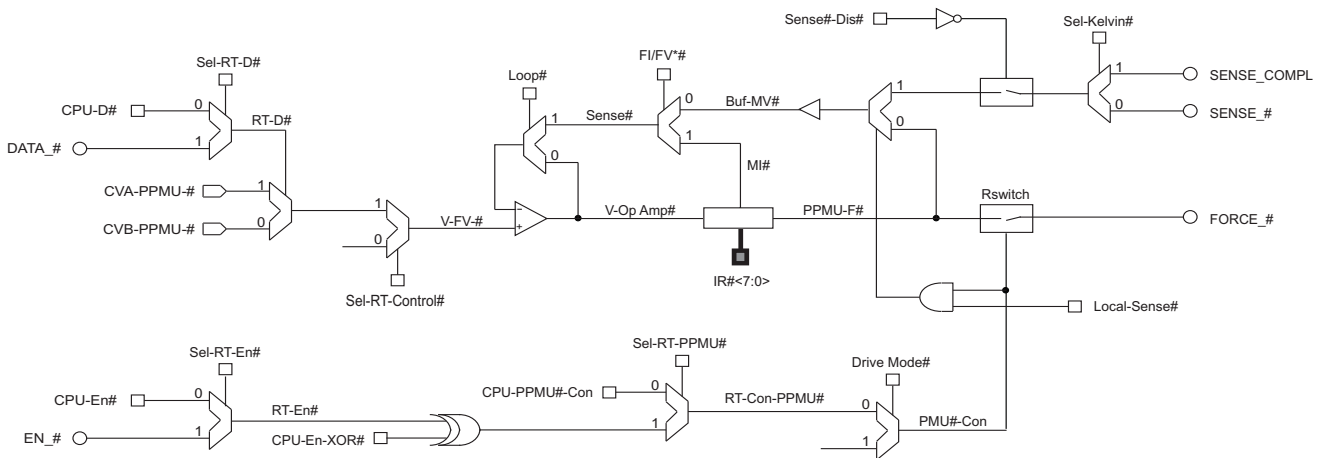 Sense#-Dis#
Sel-Kelvin#
Sel-RT-D#
FI/FV*#
Loop#
1
SENSE_COMPL
CPU-D#
0
0
Buf-MV#
1
RT-D#
1
Sense#
0
SENSE_#
DATA_#
1
1
0
0
MI#
CVA-PPMU-#
1
1
Rswitch
V-Op Amp#
PPMU-F#
FORCE_#
CVB-PPMU-#
0
V-FV-#
–
+
0
IR#<7:0>
Sel-RT-Control#
Local-Sense#
Sel-RT-En#
Sel-RT-PPMU#
Drive Mode#
CPU-En#
0
CPU-PPMU#-Con
0
RT-En#
RT-Con-PPMU#
0
EN_#
1
CPU-En-XOR#
1
PMU#-Con
1